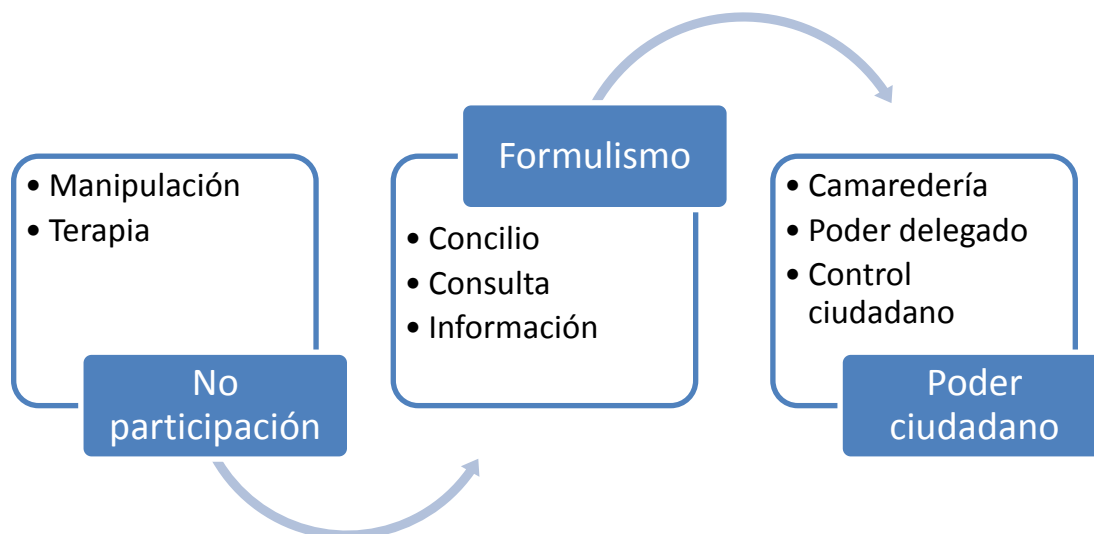 • Manipulación
• Terapia
No
participación
Formulismo
• Concilio
• Consulta
• Información
• Camaredería
• Poder delegado
• Control
ciudadano
Poder
ciudadano